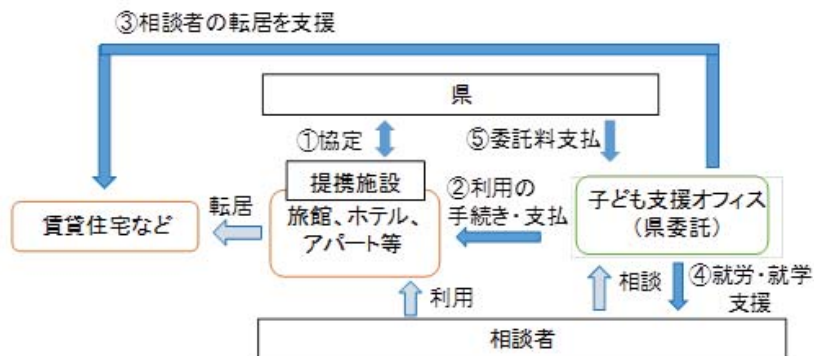 ③相談者の転居を支援
県
①協定
⑤委託料支払
提携施設
旅館、ホテル、
アパート等
②利用の
手続き・支払
子ども支援オフィス
（県委託）
賃貸住宅など
転居
利用
相談
④就労・就学
支援
相談者